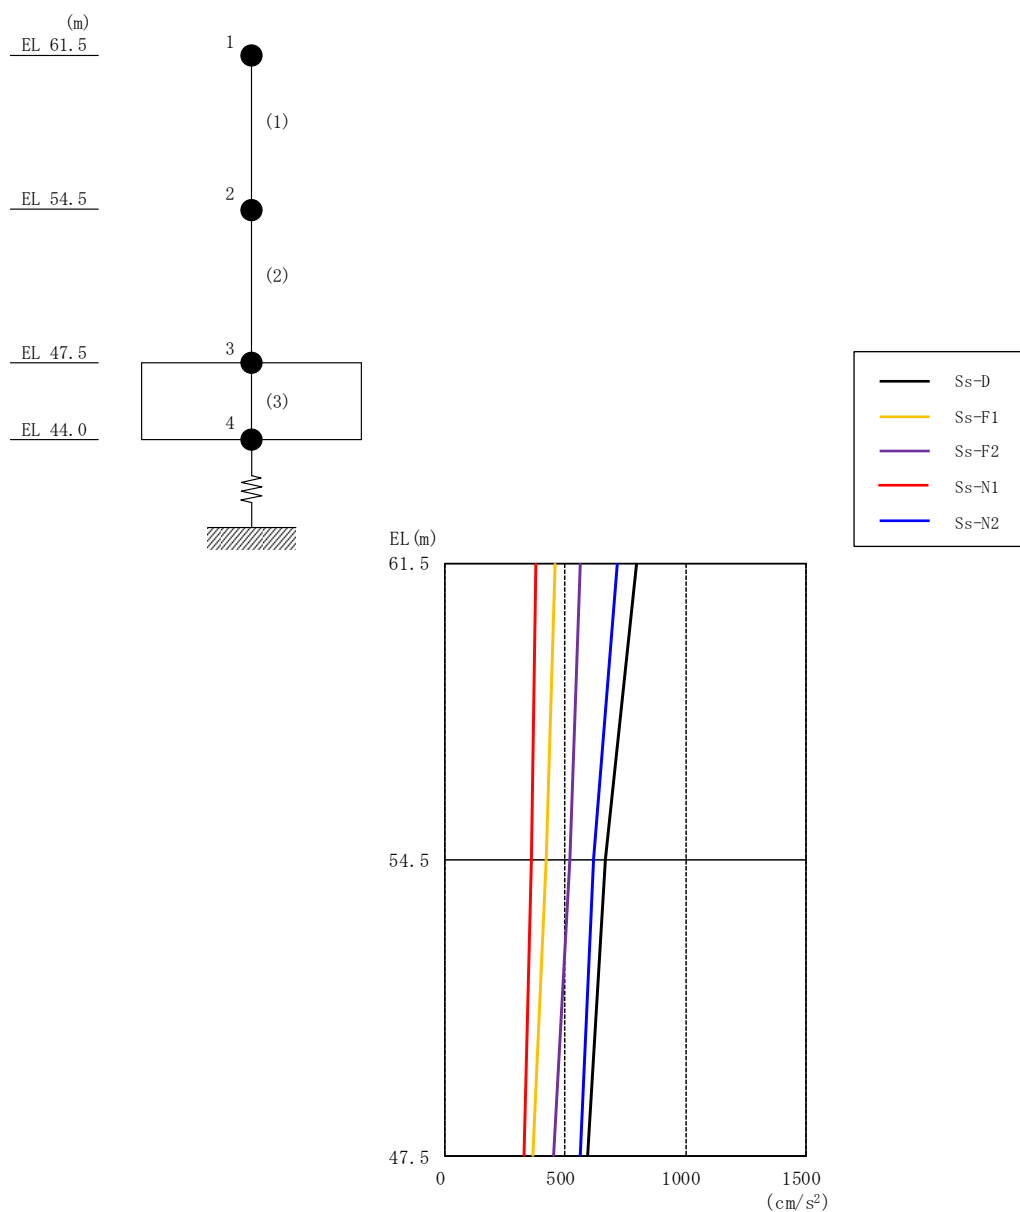 (m)
EL 61.5
1
(1)
EL 54.5
2
(2)
EL 47.5
3
(3)
EL 44.0
4
Ss-D
Ss-F1
Ss-F2
Ss-N1
Ss-N2
EL(m)
61.5
54.5
47.5
0 500 1000 1500
(cm/s²)